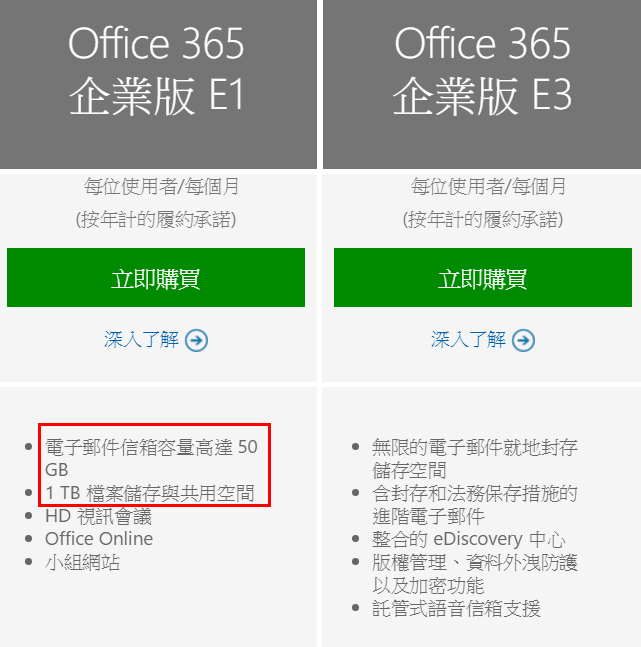 Office 365
企業版 E1
每位使用者/每個月
(按年計的履約承諾)
立即購買
深入了解
電子郵件信箱容量高達 50
GB
1 TB 檔案儲存與共用空間
HD 視訊會議
Office Online
小組網站
Office 365
企業版 E3
每位使用者/每個月
(按年計的履約承諾)
立即購買
深入了解
無限的電子郵件就地封存
儲存空間
含封存和法務保存措施的
進階電子郵件
整合的 eDiscovery 中心
版權管理、資料外洩防護
以及加密功能
託管式語音信箱支援